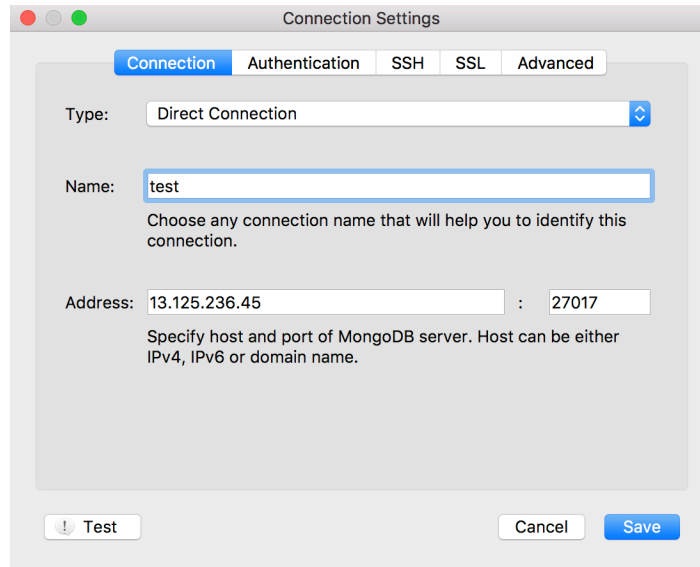 Connection Settings
Connection Authentication SSH SSL Advanced
Type: Direct Connection
Name: test
Choose any connection name that will help you to identify this
connection.
Address: 13.125.236.45 : 27017
Specify host and port of MongoDB server. Host can be either
IPv4, IPv6 or domain name.
! Test Cancel Save